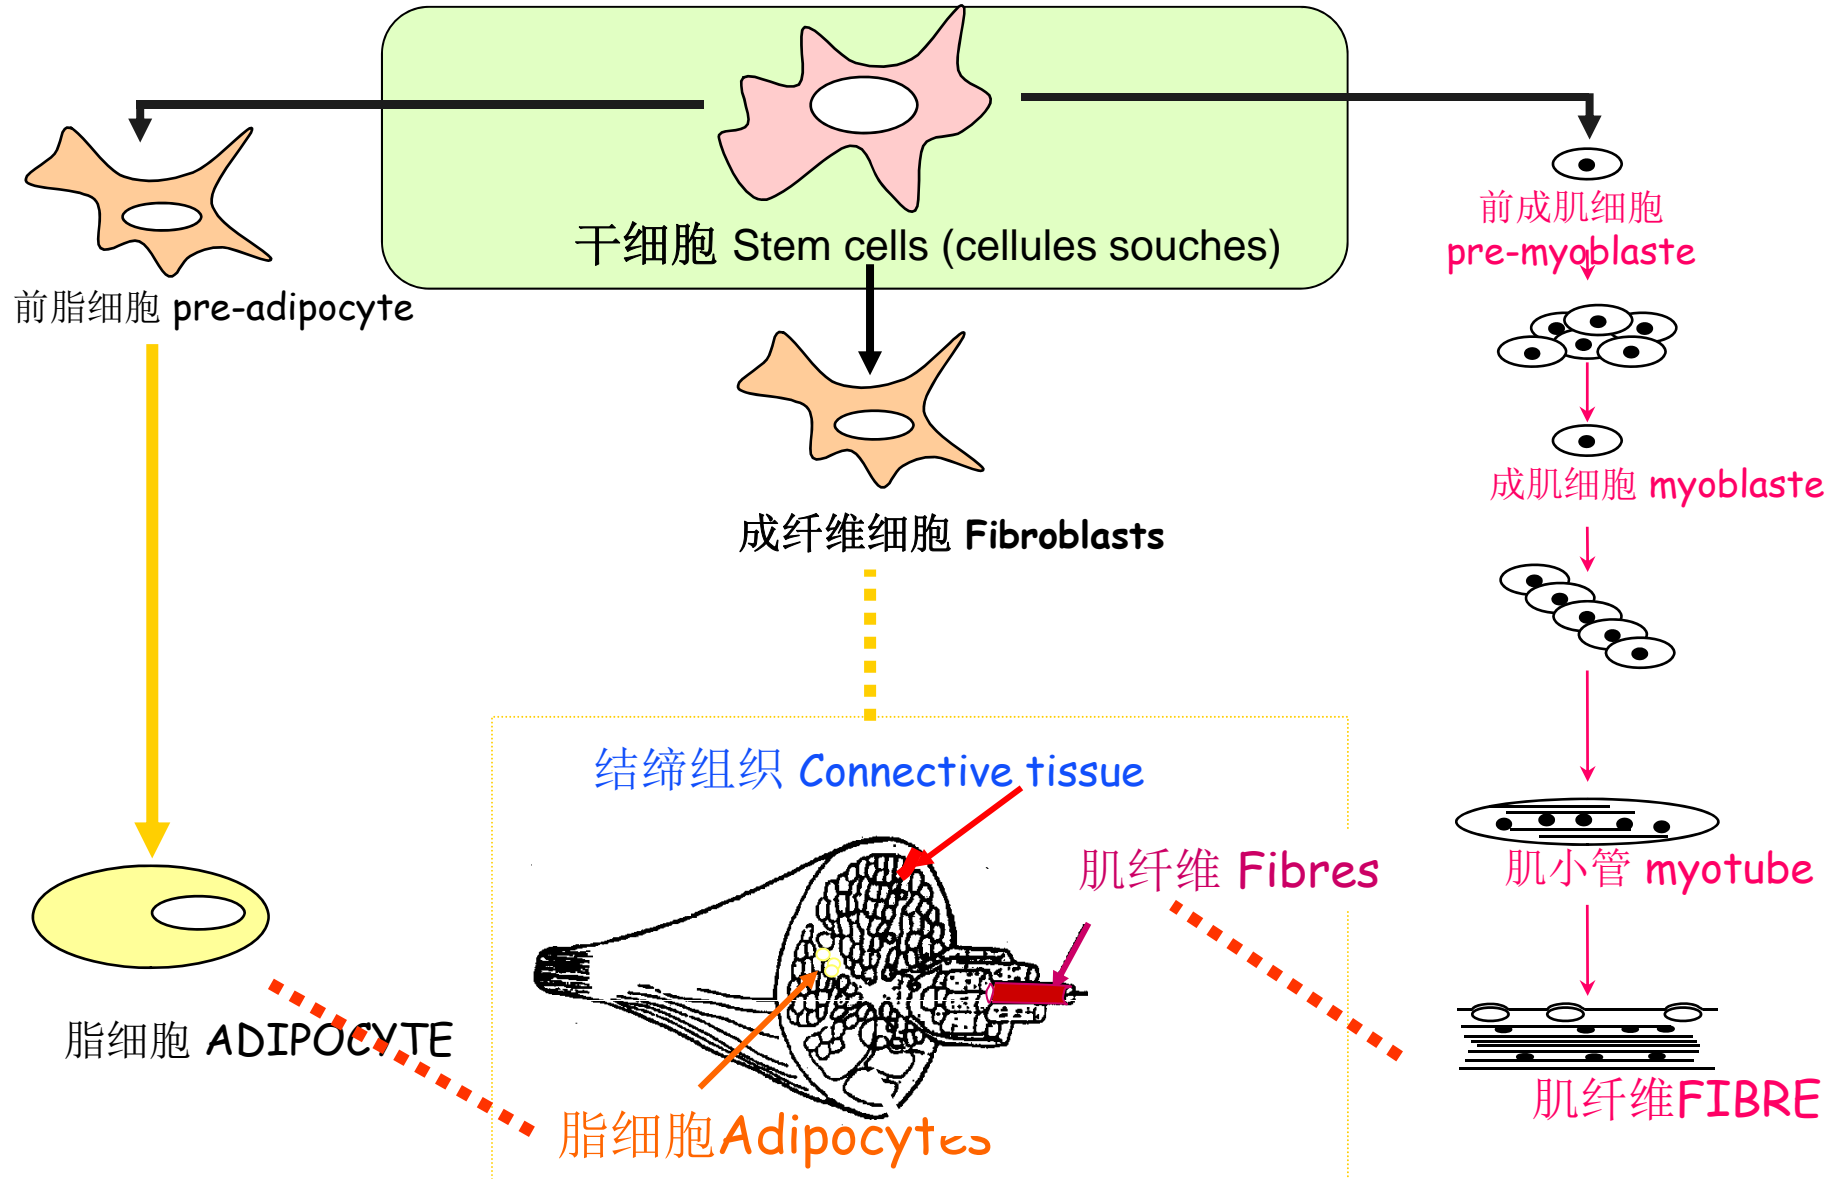 干细胞 Stem cells (cellules souches)
前成肌细胞
pre-myoblaste
前脂细胞 pre-adipocyte
成肌细胞 myoblaste
成纤维细胞 Fibroblasts
结缔组织 Connective tissue
肌纤维 Fibres
肌小管 myotube
脂细胞 ADIPOCYTE
肌纤维FIBRE
脂细胞Adipocytes